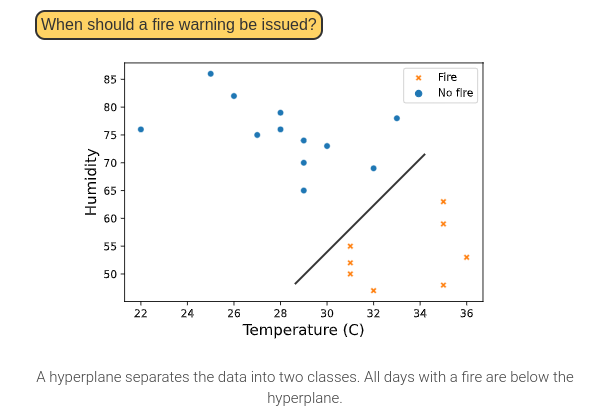 When should a fire warning be issued?
Fire
No fire
85
80
75
70
65
60
55
50
Humidity
22 24 26 28 30 32 34 36
Temperature (C)
A hyperplane separates the data into two classes. All days with a fire are below the
hyperplane.